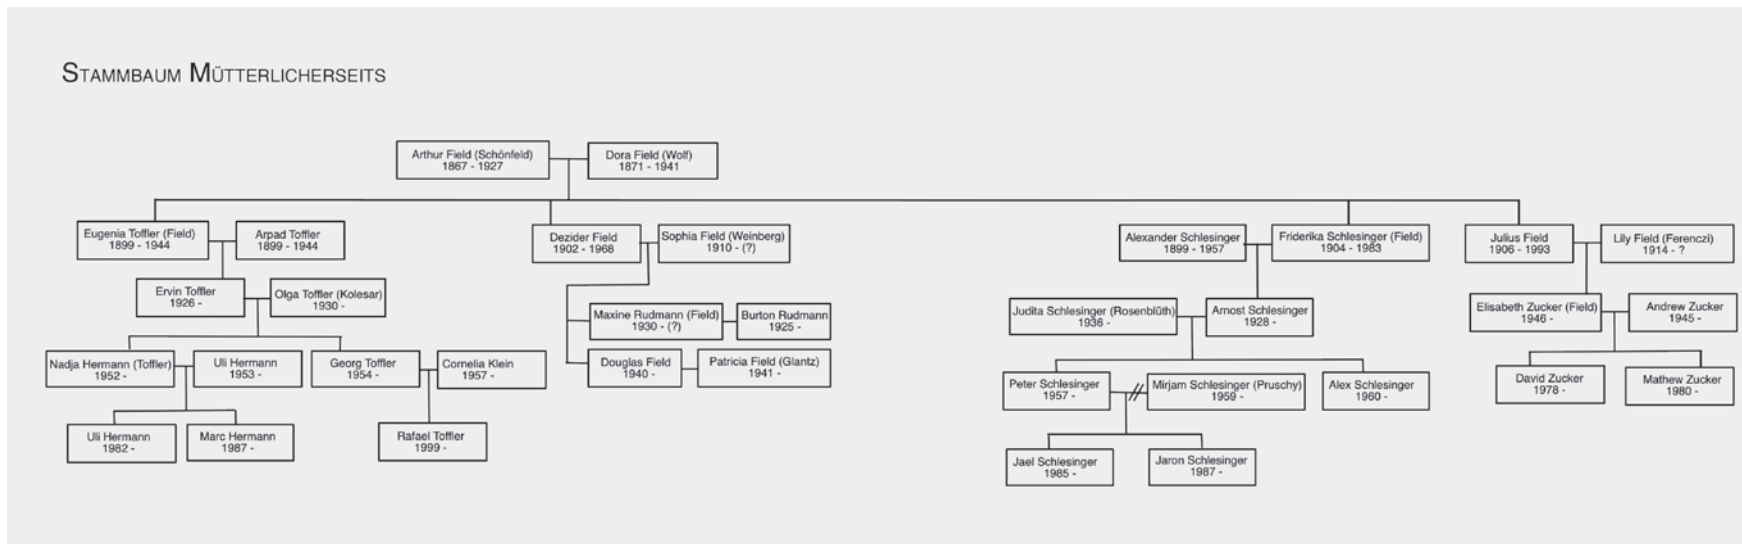 STAMMBAUM MÜTTERLICHERSEITS
Arthur Field (Schönfeld)
1867 - 1927
Dora Field (Wolf)
1871 - 1941
Eugenia Toffler (Field)
1899 - 1944
Arpad Toffler
1899 - 1944
Dezider Field
1902 - 1968
Sophia Field (Weinberg)
1910 - (?)
Alexander Schlesinger
1899 - 1957
Friderika Schlesinger (Field)
1904 - 1983
Julius Field
1906 - 1993
Lily Field (Ferenczi)
1914 - ?
Ervin Toffler
1926 -
Olga Toffler (Kolesar)
1930 -
Maxine Rudmann (Field)
1930 - (?)
Burton Rudmann
1925 -
Judita Schlesinger (Rosenblüth)
1936 -
Arnost Schlesinger
1928 -
Elisabeth Zucker (Field)
1946 -
Andrew Zucker
1945 -
Nadja Hermann (Toffler)
1952 -
Uli Hermann
1953 -
Georg Toffler
1954 -
Cornelia Klein
1957 -
Douglas Field
1940 -
Patricia Field (Glantz)
1941 -
Peter Schlesinger
1957 -
Mirjam Schlesinger (Pruschy)
1959 -
Alex Schlesinger
1960 -
David Zucker
1978 -
Mathew Zucker
1980 -
Uli Hermann
1982 -
Marc Hermann
1987 -
Rafael Toffler
1999 -
Jael Schlesinger
1985 -
Jaron Schlesinger
1987 -